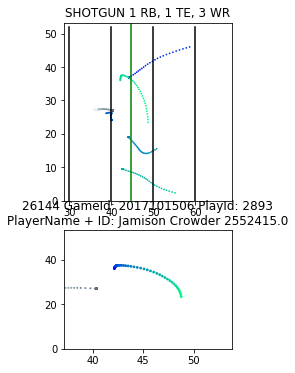 SHOTGUN 1 RB, 1 TE, 3 WR
50
40
30
20
10
0
30 40 50 60
26144 GameId: 2017101506 PlayId: 2893
PlayerName + ID: Jamison Crowder 2552415.0
40
20
0
40 45 50